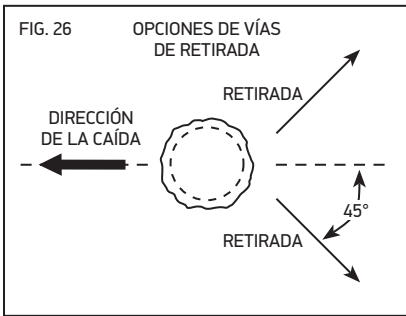 FIG. 26
OPCIONES DE VÍAS
DE RETIRADA
RETIRADA
DIRECCIÓN
DE LA CAÍDA
45°
RETIRADA